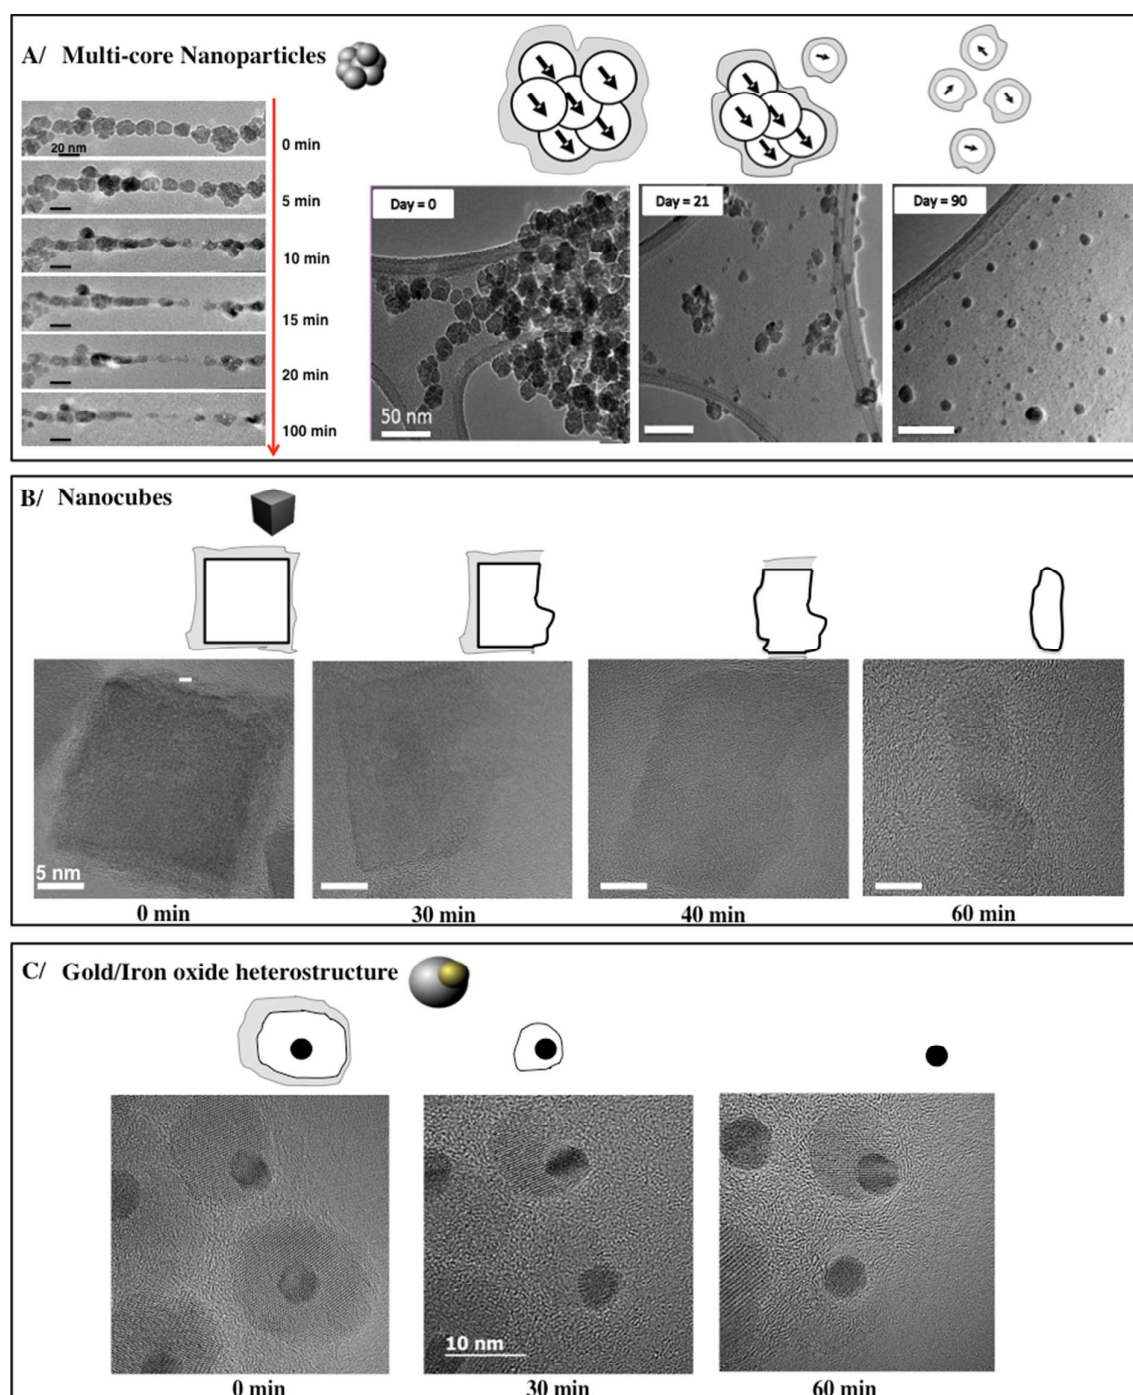 A/ Multi-core Nanoparticles
20 nm
0 min
5 min
10 min
15 min
20 min
100 min
Day = 0
Day = 21
Day = 90
50 nm
B/ Nanocubes
5 nm
0 min
30 min
40 min
60 min
C/ Gold/Iron oxide heterostructure
10 nm
0 min
30 min
60 min